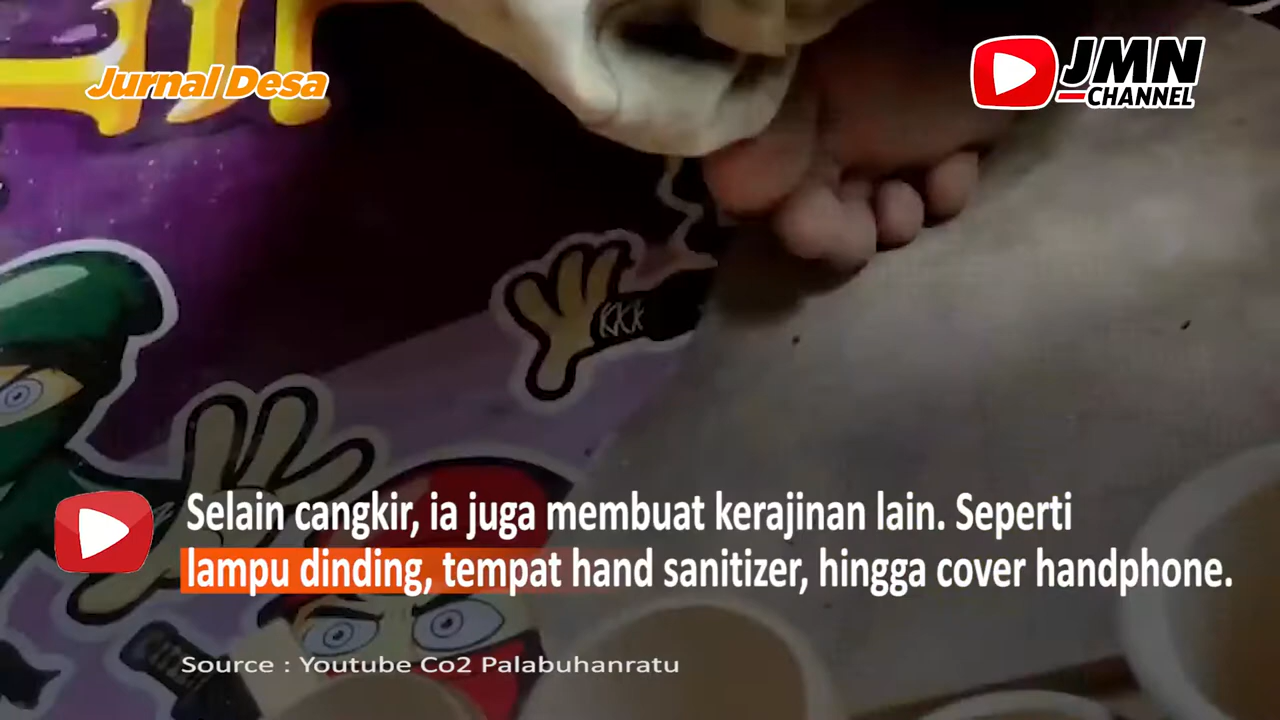 Jurnal Desa
JMN
CHANNEL
KKK
Selain cangkir, ia juga membuat kerajinan lain. Seperti
lampu dinding, tempat hand sanitizer, hingga cover handphone.
Source : Youtube Co2 Palabuhanratu